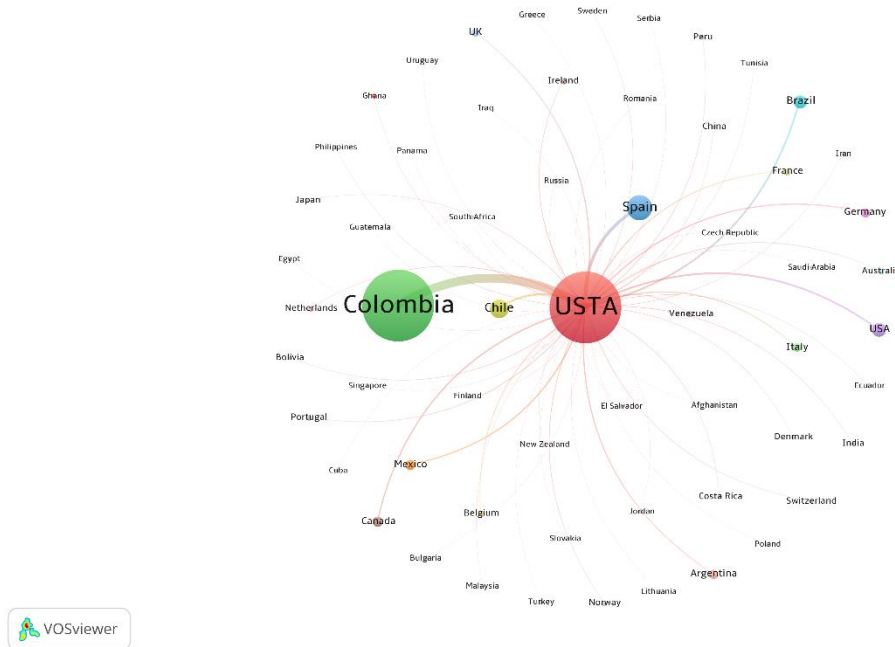 Greece
Sweden
Serbia
UK
Peru
Uruguay
Tunisia
Ireland
Ghana
Romania
Brazil
Iraq
China
Philippines
Panama
Iran
France
Russia
Japan
Spain
Germany
South Africa
Guatemala
Czech Republic
Egypt
Saudi Arabia
Australi
Colombia
USTA
Netherlands
Chile
Venezuela
USA
Italy
Bolivia
Singapore
Ecuador
Finland
El Salvador
Afghanistan
Portugal
Denmark
New Zealand
India
Mexico
Cuba
Costa Rica
Switzerland
Belgium
Jordan
Canada
Slovakia
Poland
Bulgaria
Argentina
Malaysia
Lithuania
Turkey
Norway
VOSviewer